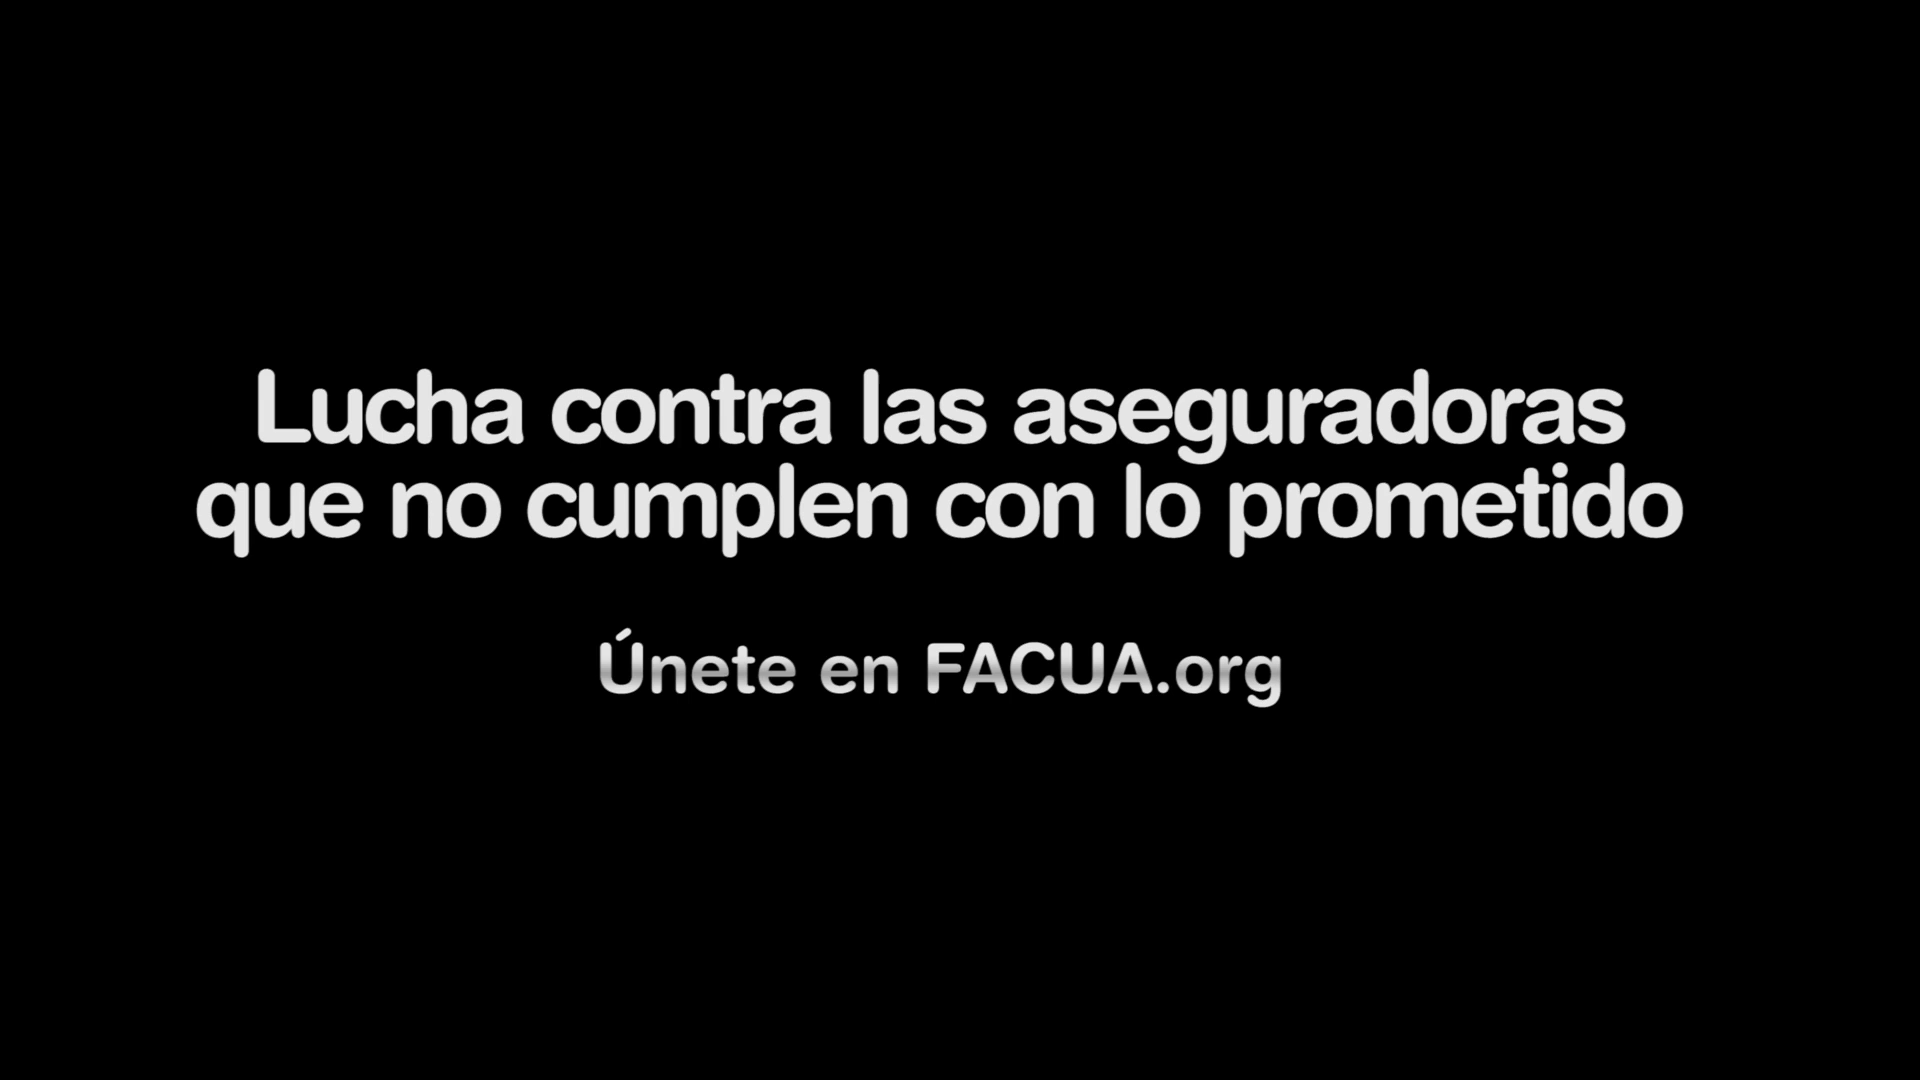 Lucha contra las aseguradoras
que no cumplen con lo prometido
Únete en FACUA.org